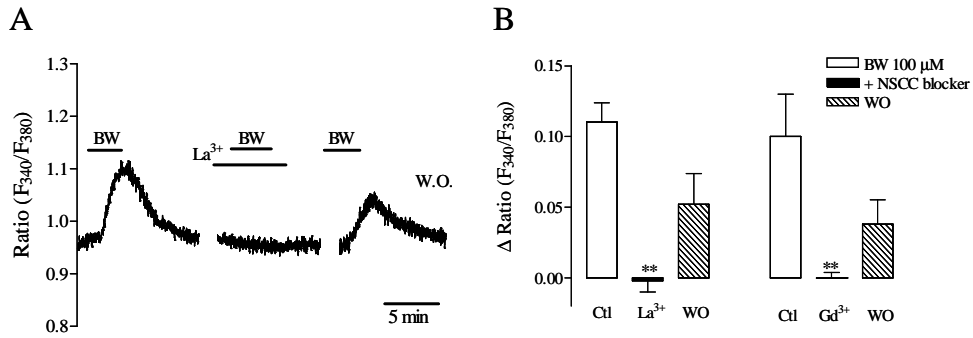 A
Ratio (F340/F380)
1.3
1.2
1.1
1.0
0.9
0.8
BW
La3+
BW
BW
W.O.
5 min
B
Δ Ratio (F340/F380)
0.15
0.10
0.05
0.00
BW 100 μM
+ NSCC blocker
WO
**
**
Ctl La3+ WO Ctl Gd3+ WO